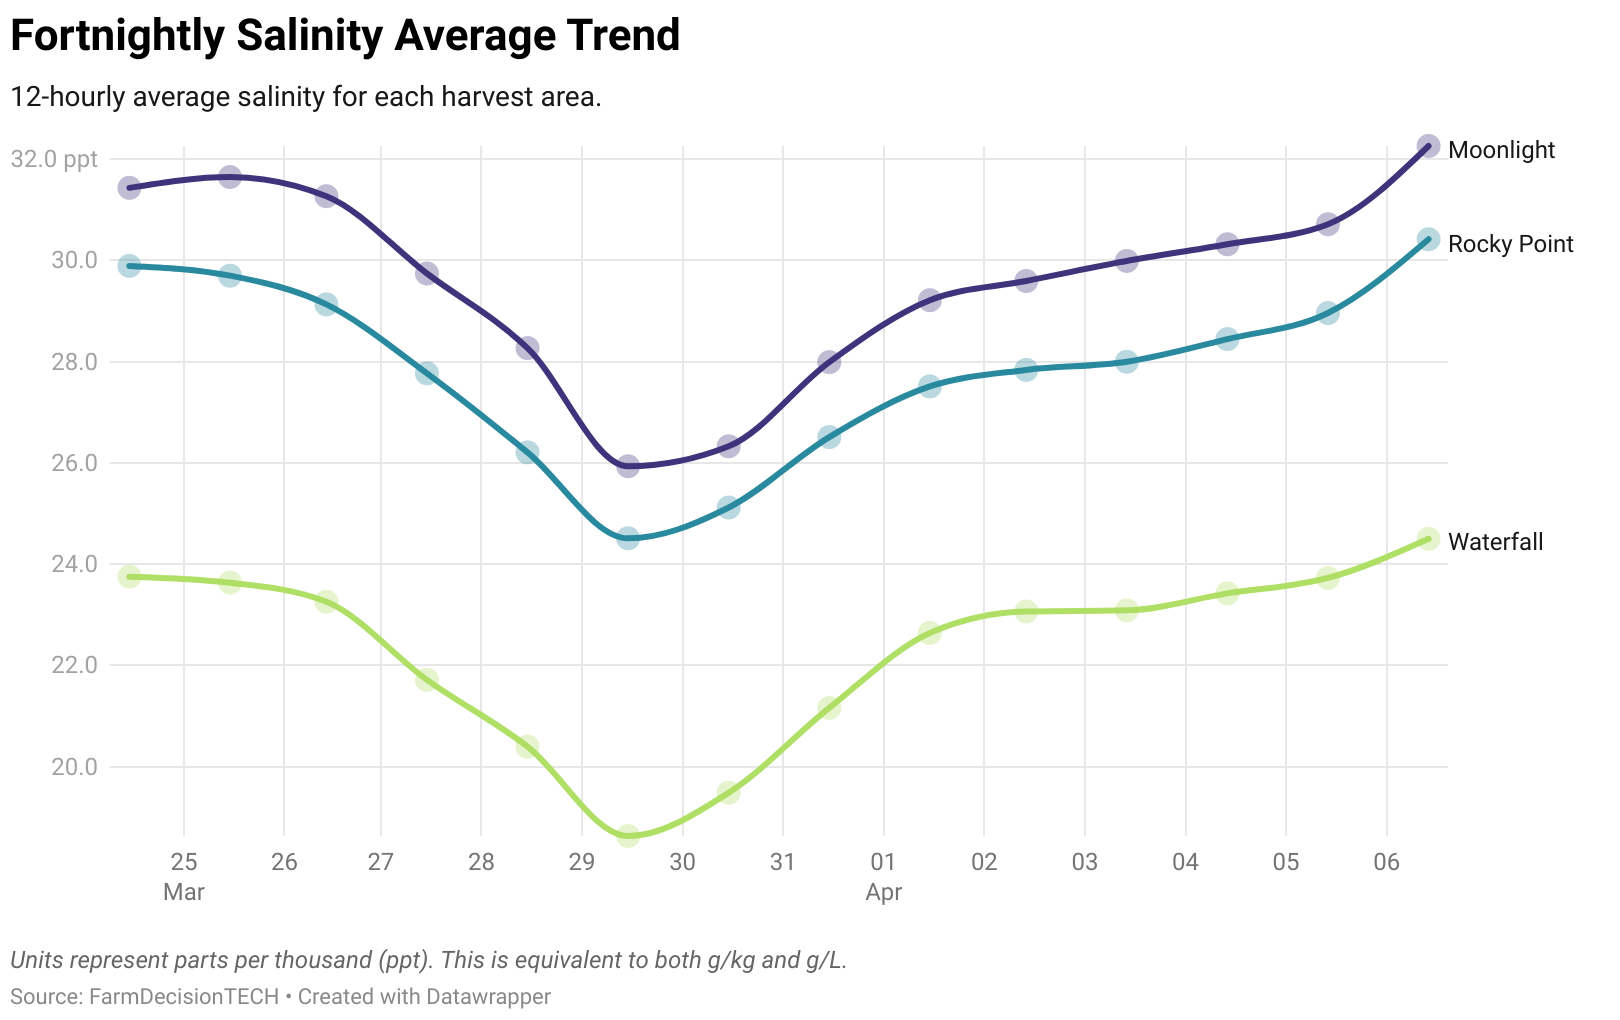 Fortnightly Salinity Average Trend
12-hourly average salinity for each harvest area.
32.0 ppt
30.0
28.0
26.0
24.0
22.0
20.0
Moonlight
Rocky Point
Waterfall
25 26 27 28 29 30 31 01 02 03 04 05 06
Mar Apr
Units represent parts per thousand (ppt). This is equivalent to both g/kg and g/L.
Source: FarmDecisionTECH • Created with Datawrapper